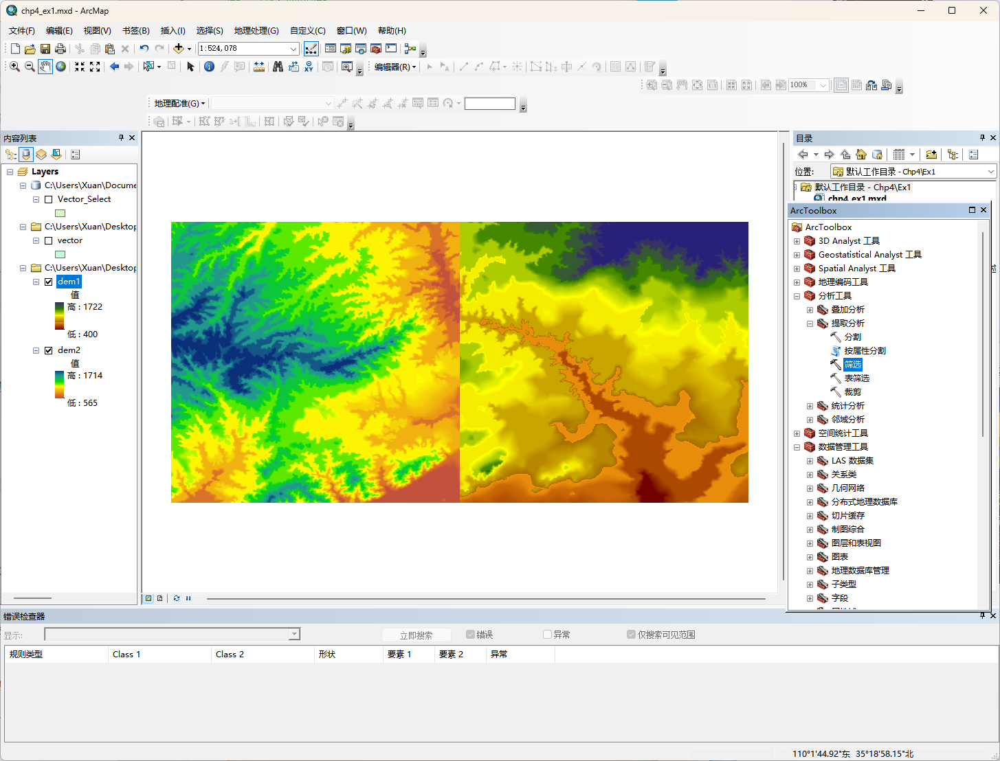 chp4_ex1.mxd - ArcMap
文件(F) 编辑(E) 视图(V) 书签(B) 插入(I) 选择(S) 地理处理(G) 自定义(C) 窗口(W) 帮助(H)
1:524,078
编辑器(R)
100%
地理配准(G)
内容列表
Layers
C:\Users\Xuan\Docume
Vector_Select
C:\Users\Xuan\Desktop
vector
C:\Users\Xuan\Desktop
dem1
值
高 : 1722
低 : 400
dem2
值
高 : 1714
低 : 565
目录
位置: 默认工作目录 - Chp4\Ex1
默认工作目录 - Chp4\Ex1
chp4_ex1.mxd
ArcToolbox
ArcToolbox
3D Analyst 工具
Geostatistical Analyst 工具
Spatial Analyst 工具
地理编码工具
分析工具
叠加分析
提取分析
分割
按属性分割
筛选
表筛选
裁剪
统计分析
邻域分析
空间统计工具
数据管理工具
LAS 数据集
关系类
几何网络
分布式地理数据库
切片缓存
制图综合
图层和表视图
图表
地理数据库管理
子类型
字段
错误检查器
显示: 立即搜索 错误 异常 仅搜索可见范围
规则类型 Class 1 Class 2 形状 要素 1 要素 2 异常
110°1'44.92"东 35°18'58.15"北